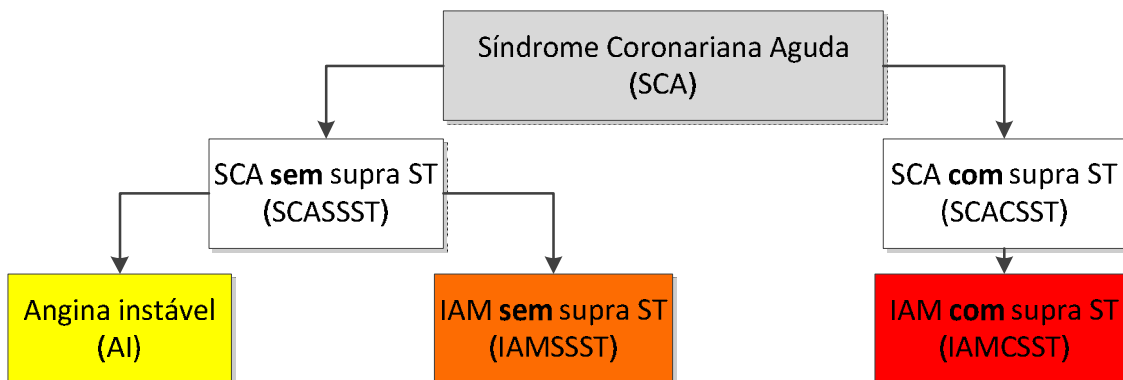 Síndrome Coronariana Aguda
(SCA)
SCA sem supra ST
(SCASSST)
SCA com supra ST
(SCACSST)
Angina instável
(AI)
IAM sem supra ST
(IAMSSST)
IAM com supra ST
(IAMCSST)